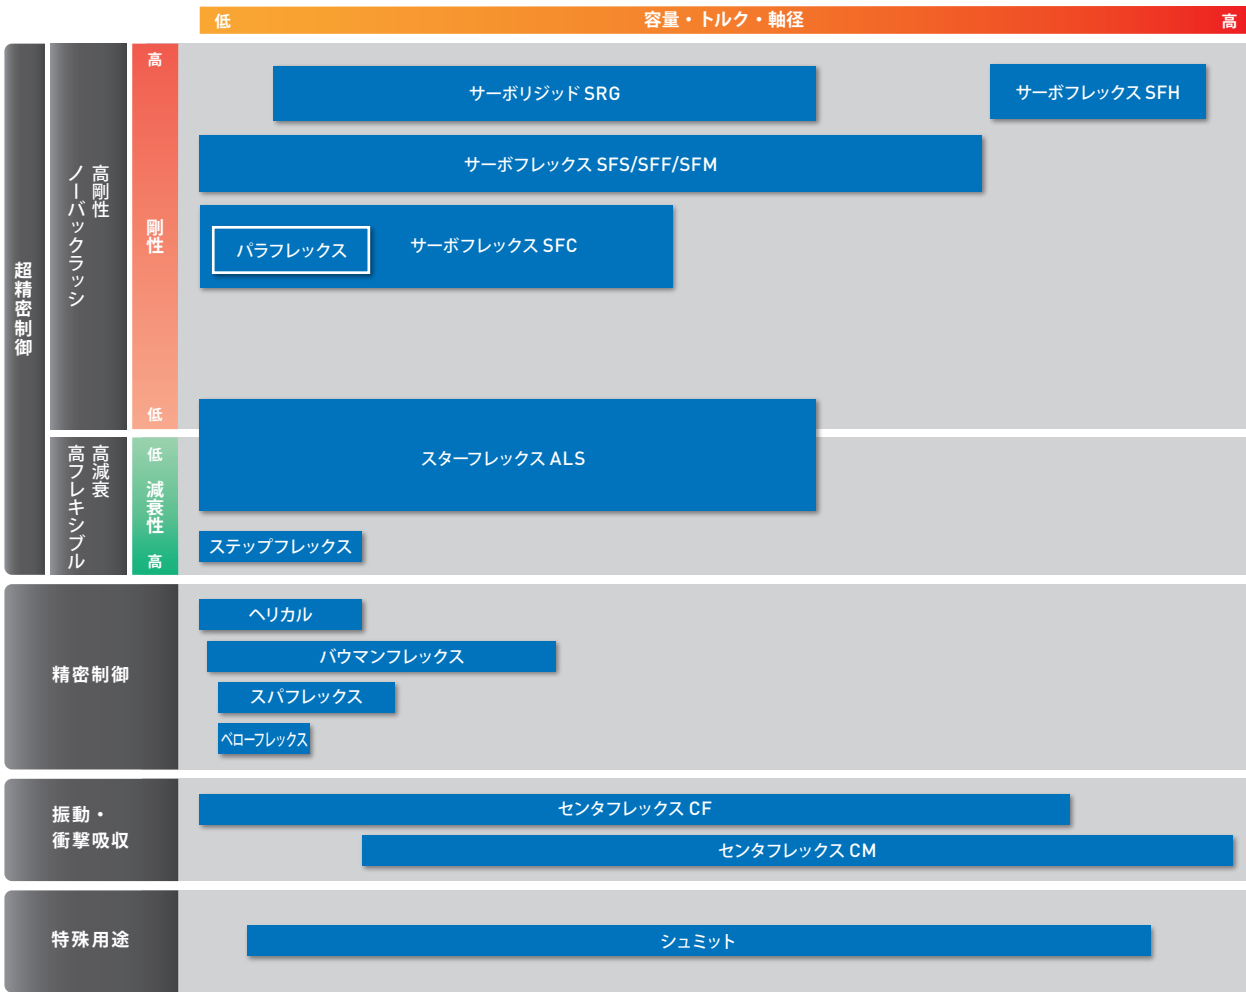 低
容量・トルク・軸径
高
超精密制御
高剛性
ノーバックラッシ
高
剛性
低
サーボリジッド SRG
サーボフレックス SFH
サーボフレックス SFS/SFF/SFM
パラフレックス
サーボフレックス SFC
スターフレックス ALS
高減衰
高フレキシブル
低
減衰性
高
ステップフレックス
精密制御
ヘリカル
バウマンフレックス
スパフレックス
ベローフレックス
振動・
衝撃吸収
センタフレックス CF
センタフレックス CM
特殊用途
シュミット